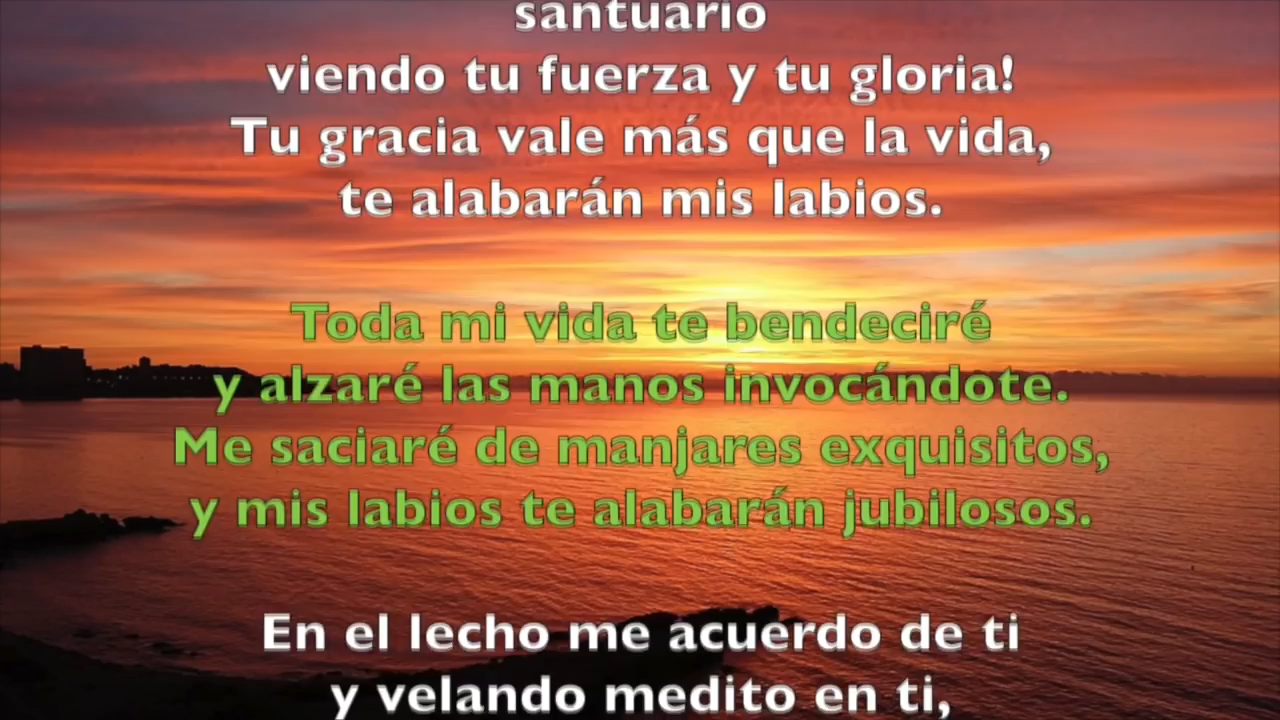 santuario
viendo tu fuerza y tu gloria!
Tu gracia vale más que la vida,
te alabarán mis labios.
Toda mi vida te bendeciré
y alzaré las manos invocándote.
Me saciaré de manjares exquisitos,
y mis labios te alabarán jubilosos.
En el lecho me acuerdo de ti
y velando medito en ti,